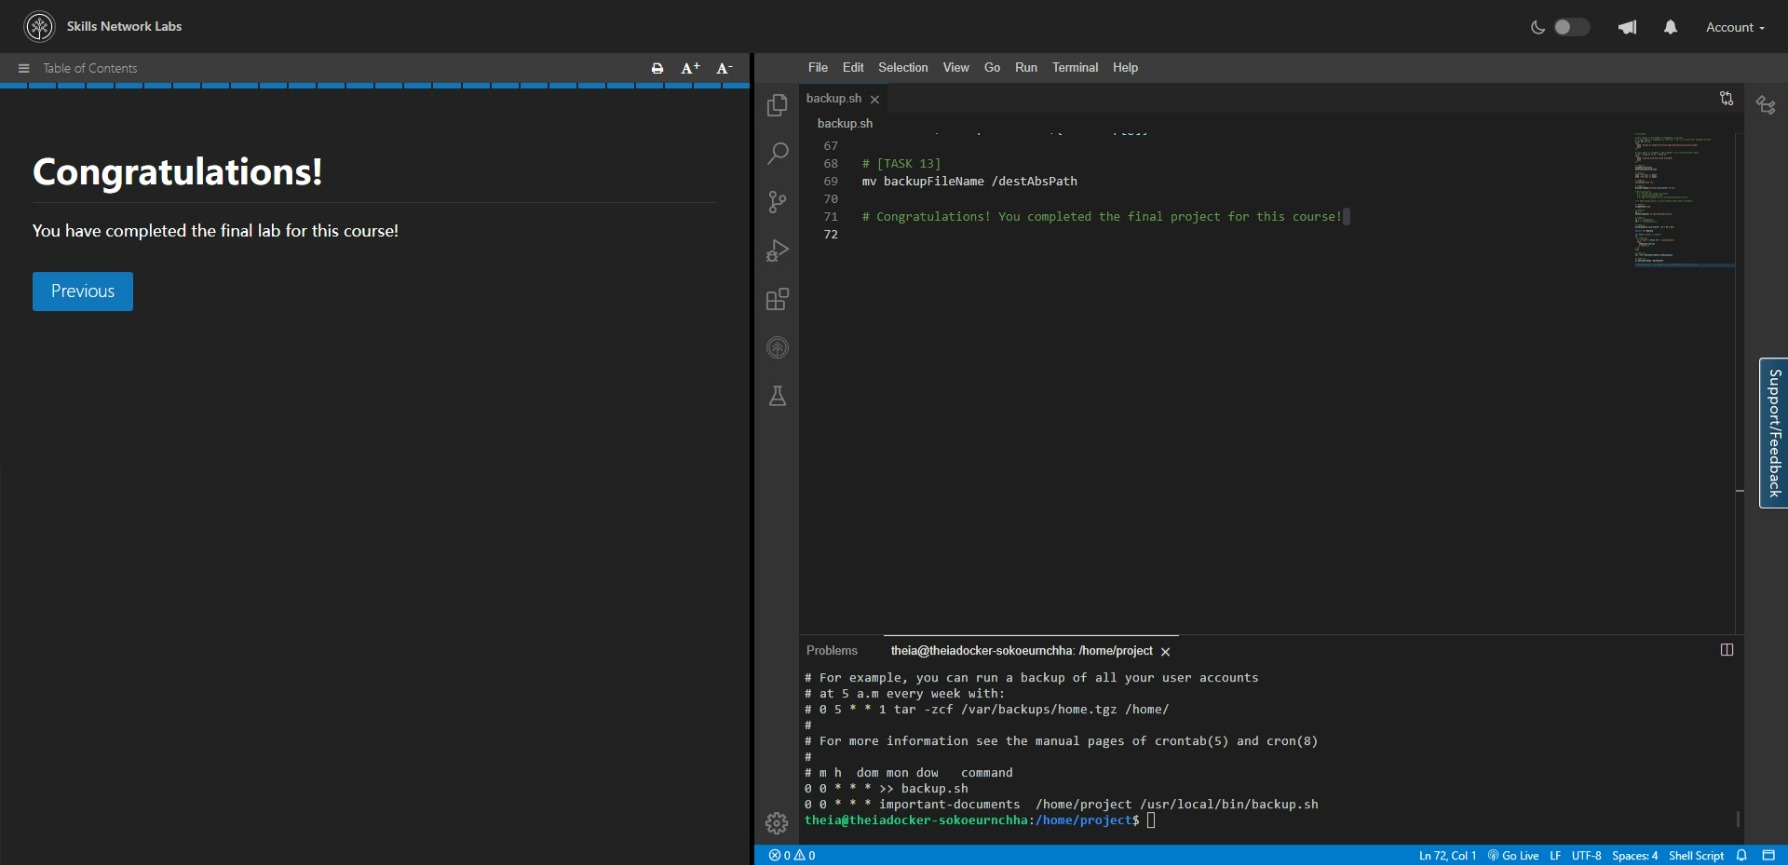 Skills Network Labs
Account
Table of Contents
A+ A-
Congratulations!
You have completed the final lab for this course!
Previous
File Edit Selection View Go Run Terminal Help
backup.sh
backup.sh
67
68 # [TASK 13]
69 mv backupFileName /destAbsPath
70
71 # Congratulations! You completed the final project for this course!
72
Support/Feedback
Problems theia@theiadocker-sokoeurnchha: /home/project
# For example, you can run a backup of all your user accounts
# at 5 a.m every week with:
# 0 5 * * 1 tar -zcf /var/backups/home.tgz /home/
#
# For more information see the manual pages of crontab(5) and cron(8)
#
# m h  dom mon dow   command
0 0 * * * >> backup.sh
0 0 * * * important-documents  /home/project /usr/local/bin/backup.sh
theia@theiadocker-sokoeurnchha:/home/project$
0 0 Ln 72, Col 1 Go Live LF UTF-8 Spaces: 4 Shell Script